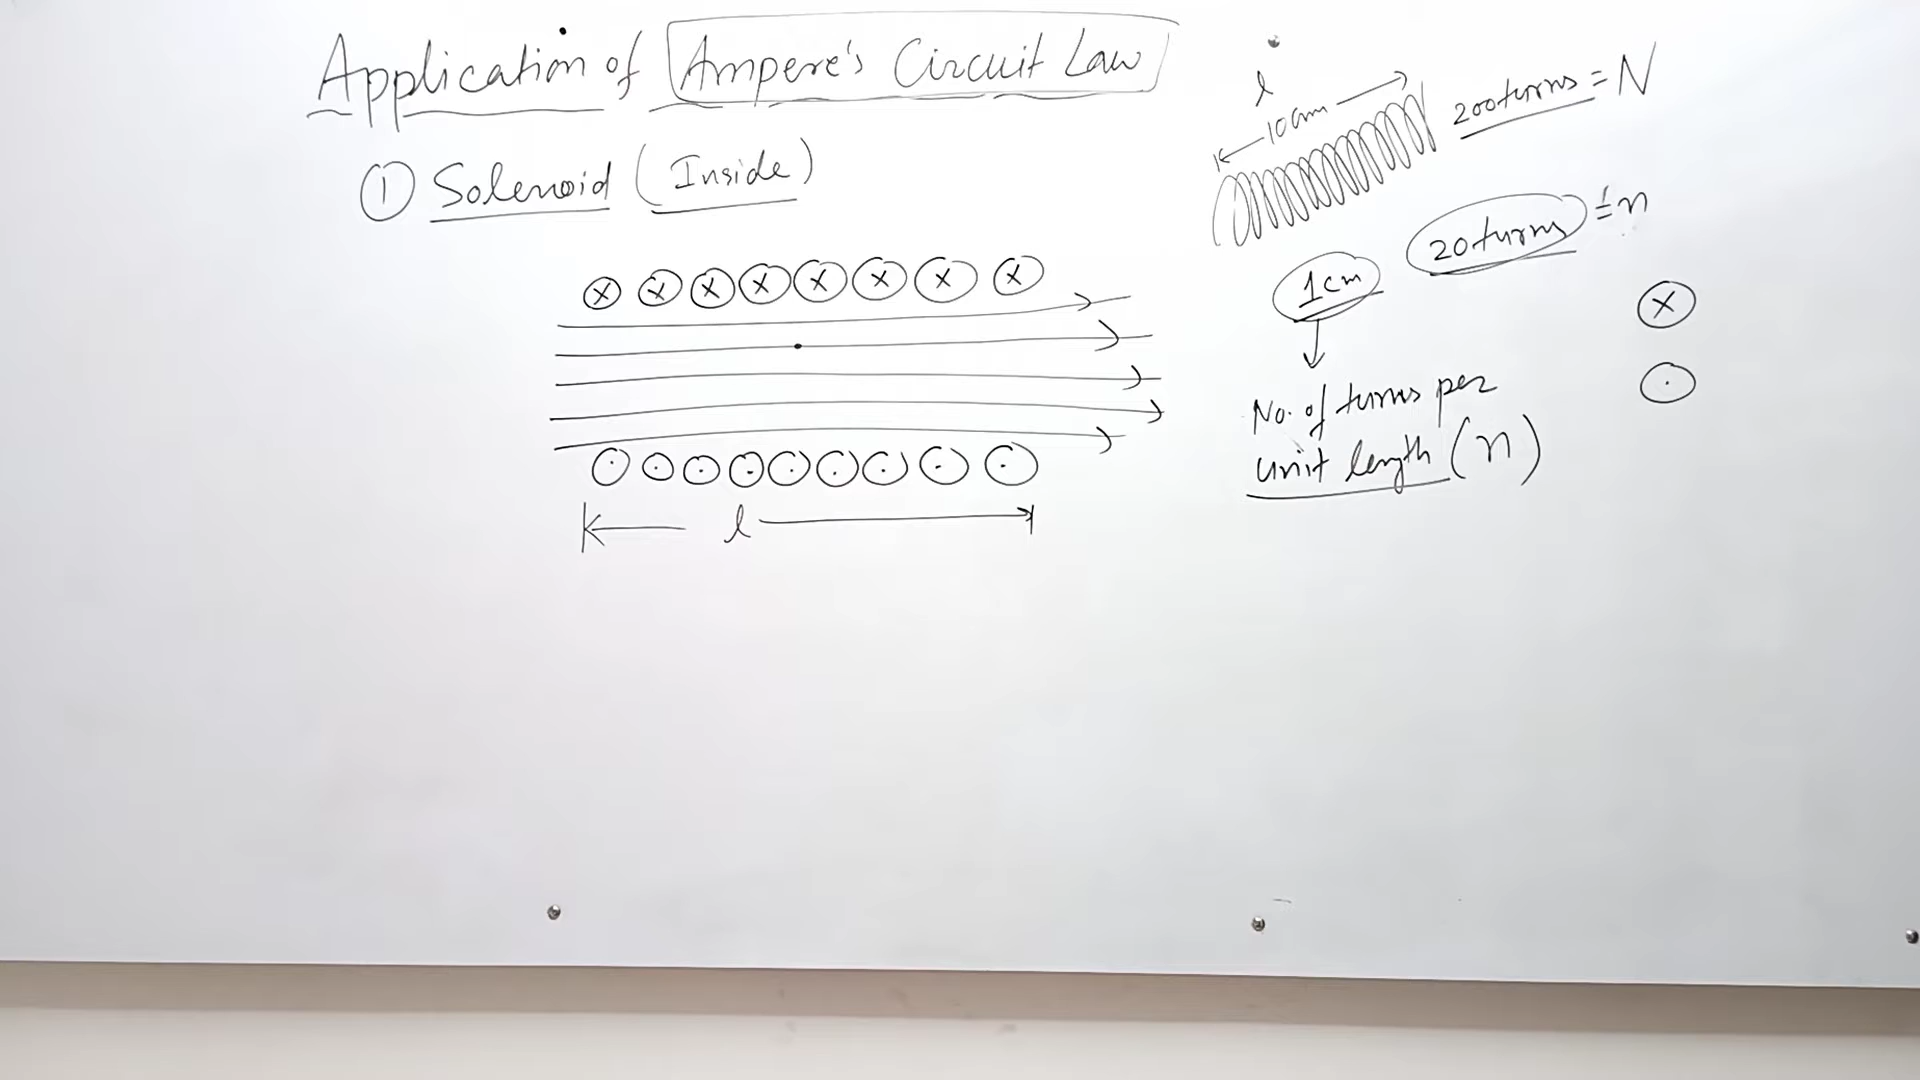 Application of Ampere's Circuit Law
① Solenoid (Inside)
l
10cm
200turns = N
1cm
20turns = n
No. of turns per
unit length (n)
l